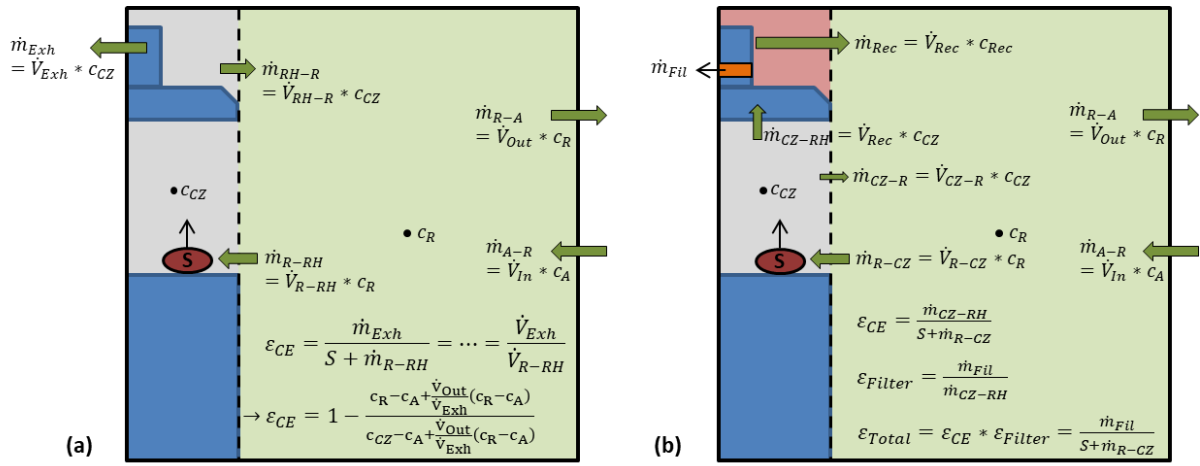 ṁ_Exh
= V̇_Exh * c_CZ
ṁ_RH−R
= V̇_RH−R * c_CZ
ṁ_R−A
= V̇_Out * c_R
• c_CZ
• c_R
S
ṁ_R−RH
= V̇_R−RH * c_R
ṁ_A−R
= V̇_In * c_A
ε_CE = ṁ_Exh / (S + ṁ_R−RH) = ⋯ = V̇_Exh / V̇_R−RH
→ ε_CE = 1 − (c_R−c_A+(V̇_Out/V̇_Exh)(c_R−c_A)) / (c_CZ−c_A+(V̇_Out/V̇_Exh)(c_R−c_A))
(a)
ṁ_Rec = V̇_Rec * c_Rec
ṁ_Fil
ṁ_R−A
= V̇_Out * c_R
ṁ_CZ−RH = V̇_Rec * c_CZ
ṁ_CZ−R = V̇_CZ−R * c_CZ
• c_CZ
• c_R
S
ṁ_R−CZ = V̇_R−CZ * c_R
ṁ_A−R
= V̇_In * c_A
ε_CE = ṁ_CZ−RH / (S+ṁ_R−CZ)
ε_Filter = ṁ_Fil / ṁ_CZ−RH
ε_Total = ε_CE * ε_Filter = ṁ_Fil / (S+ṁ_R−CZ)
(b)